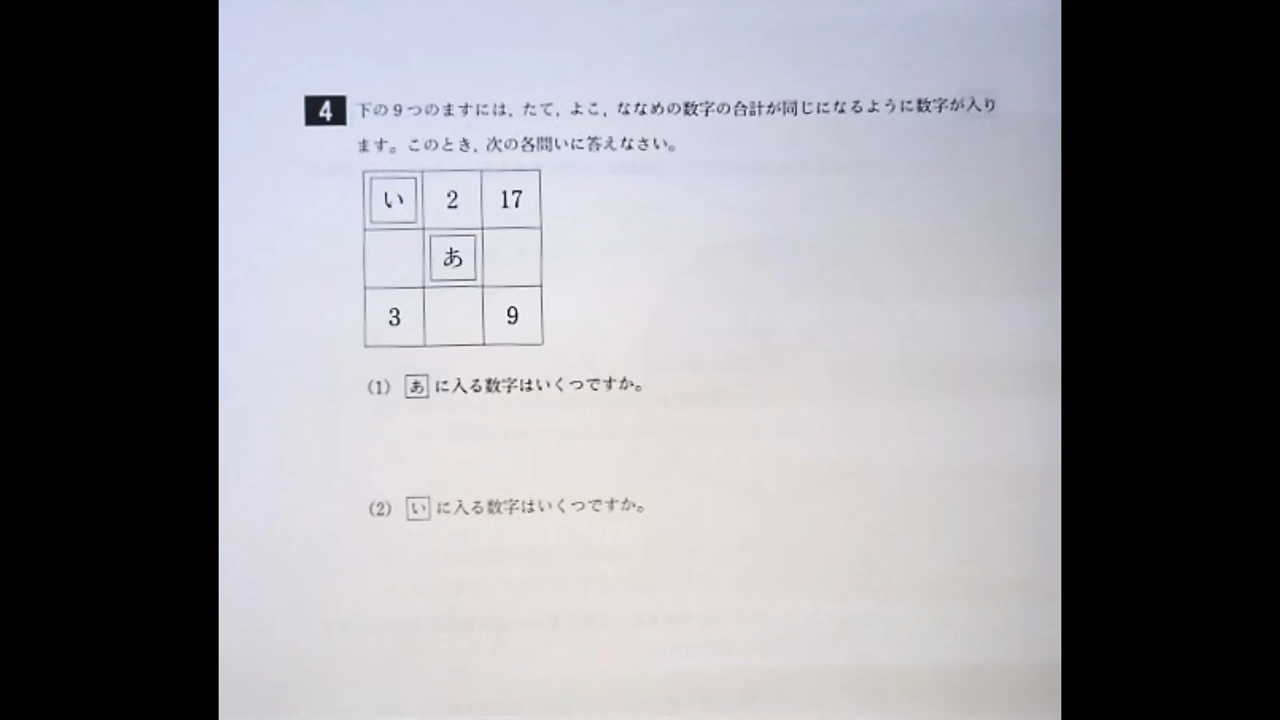 4 下の9つのますには,たて,よこ,ななめの数字の合計が同じになるように数字が入り
ます。このとき,次の各問いに答えなさい。
い 2 17
あ
3 9
(1) あ に入る数字はいくつですか。
(2) い に入る数字はいくつですか。